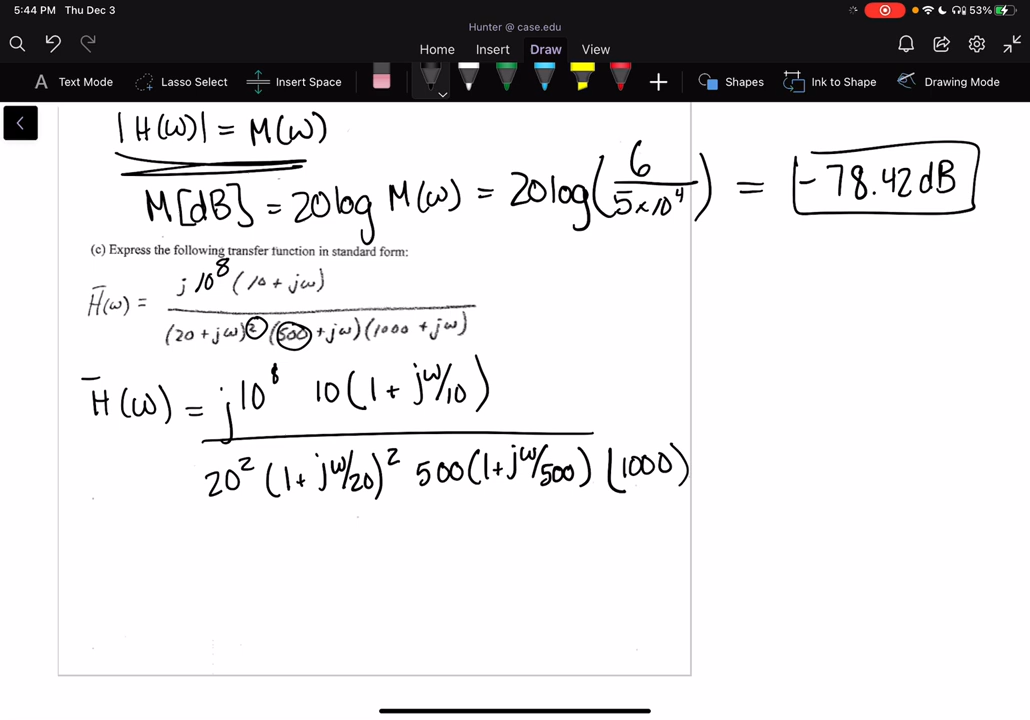 5:44 PM Thu Dec 3
53%
Hunter @ case.edu
Home Insert Draw View
Text Mode Lasso Select Insert Space Shapes Ink to Shape Drawing Mode
|H(ω)| = M(ω)
M[dB] = 20log M(ω) = 20log(6/(5×10⁴)) = -78.42dB
(c) Express the following transfer function in standard form:
H̄(ω) = j10⁸(10 + jω) / (20 + jω)²(500 + jω)(1000 + jω)
H̄(ω) = j10⁸ 10(1 + jω/10) / 20²(1 + jω/20)² 500(1 + jω/500)(1000)